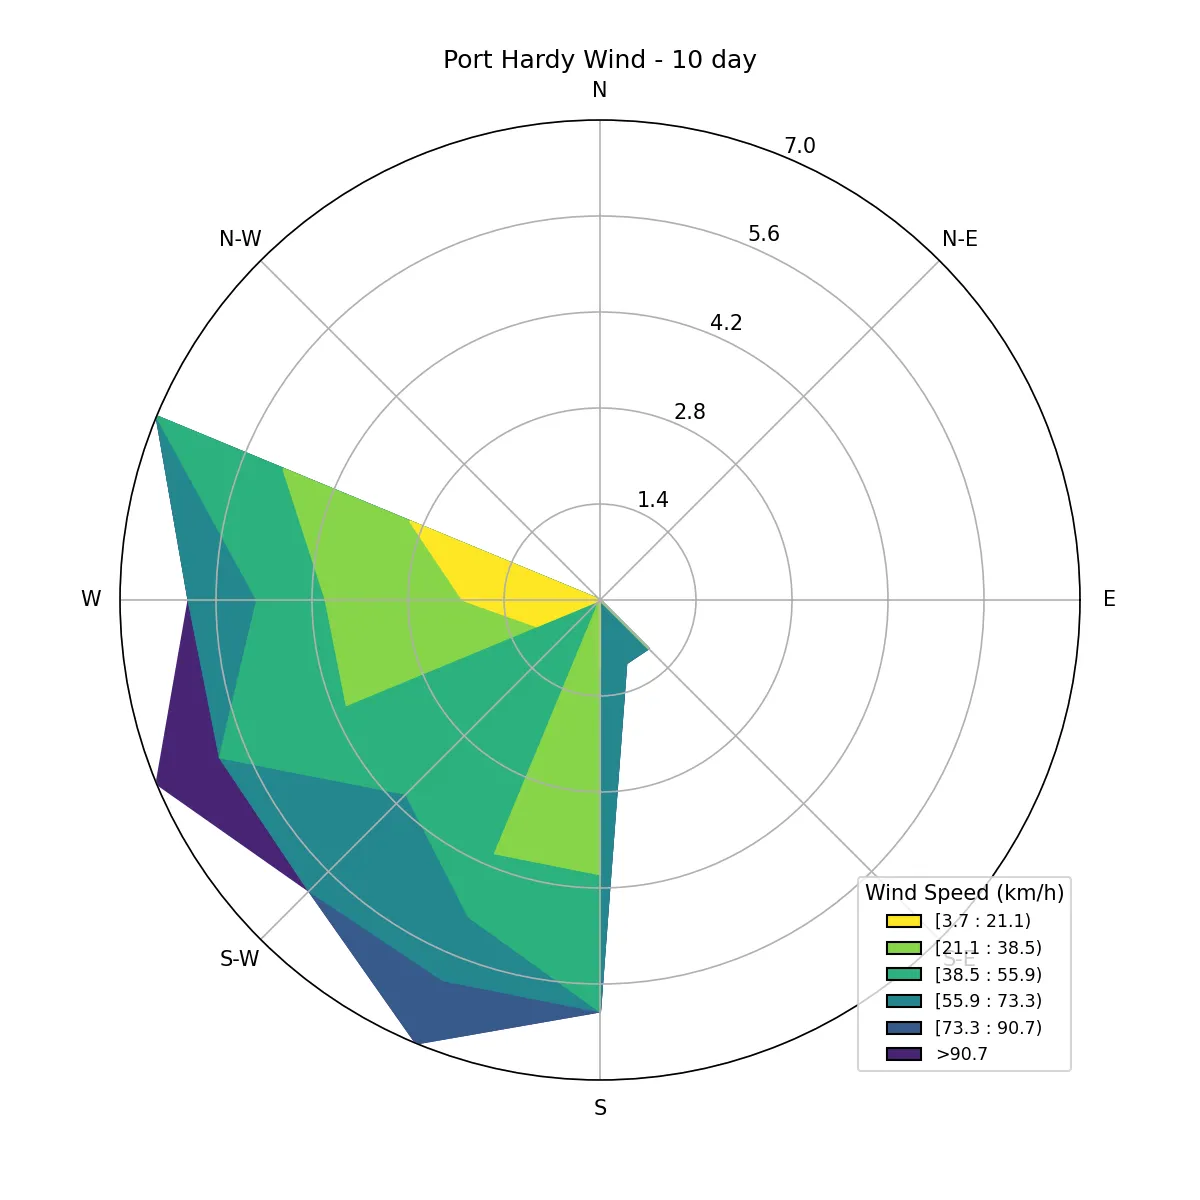 Port Hardy Wind - 10 day
N
7.0
N-W
N-E
5.6
4.2
2.8
1.4
W
E
S-W
S-E
S
Wind Speed (km/h)
[3.7 : 21.1)
[21.1 : 38.5)
[38.5 : 55.9)
[55.9 : 73.3)
[73.3 : 90.7)
>90.7